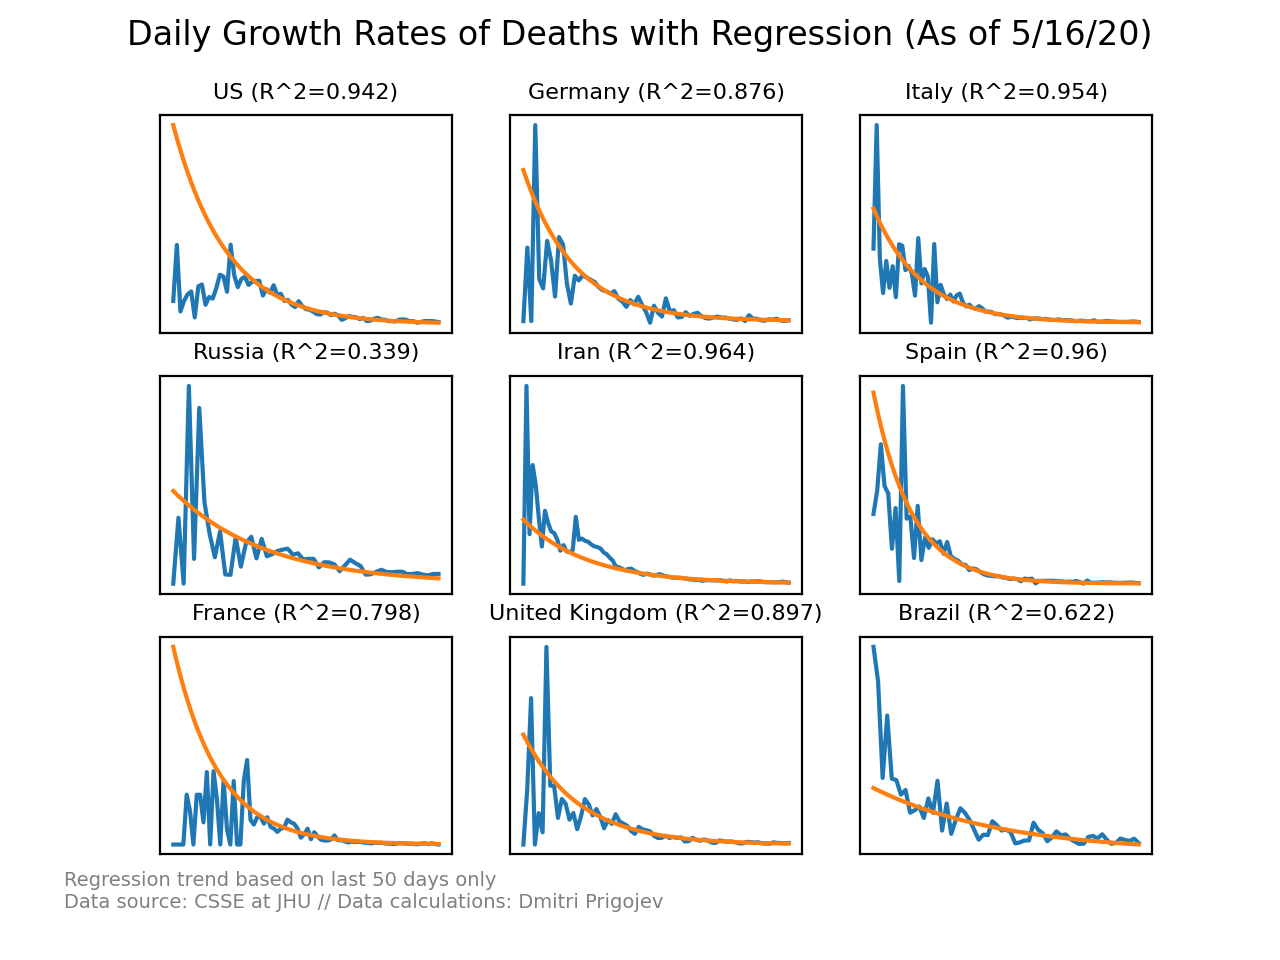 Daily Growth Rates of Deaths with Regression (As of 5/16/20)
US (R^2=0.942)
Germany (R^2=0.876)
Italy (R^2=0.954)
Russia (R^2=0.339)
Iran (R^2=0.964)
Spain (R^2=0.96)
France (R^2=0.798)
United Kingdom (R^2=0.897)
Brazil (R^2=0.622)
Regression trend based on last 50 days only
Data source: CSSE at JHU // Data calculations: Dmitri Prigojev